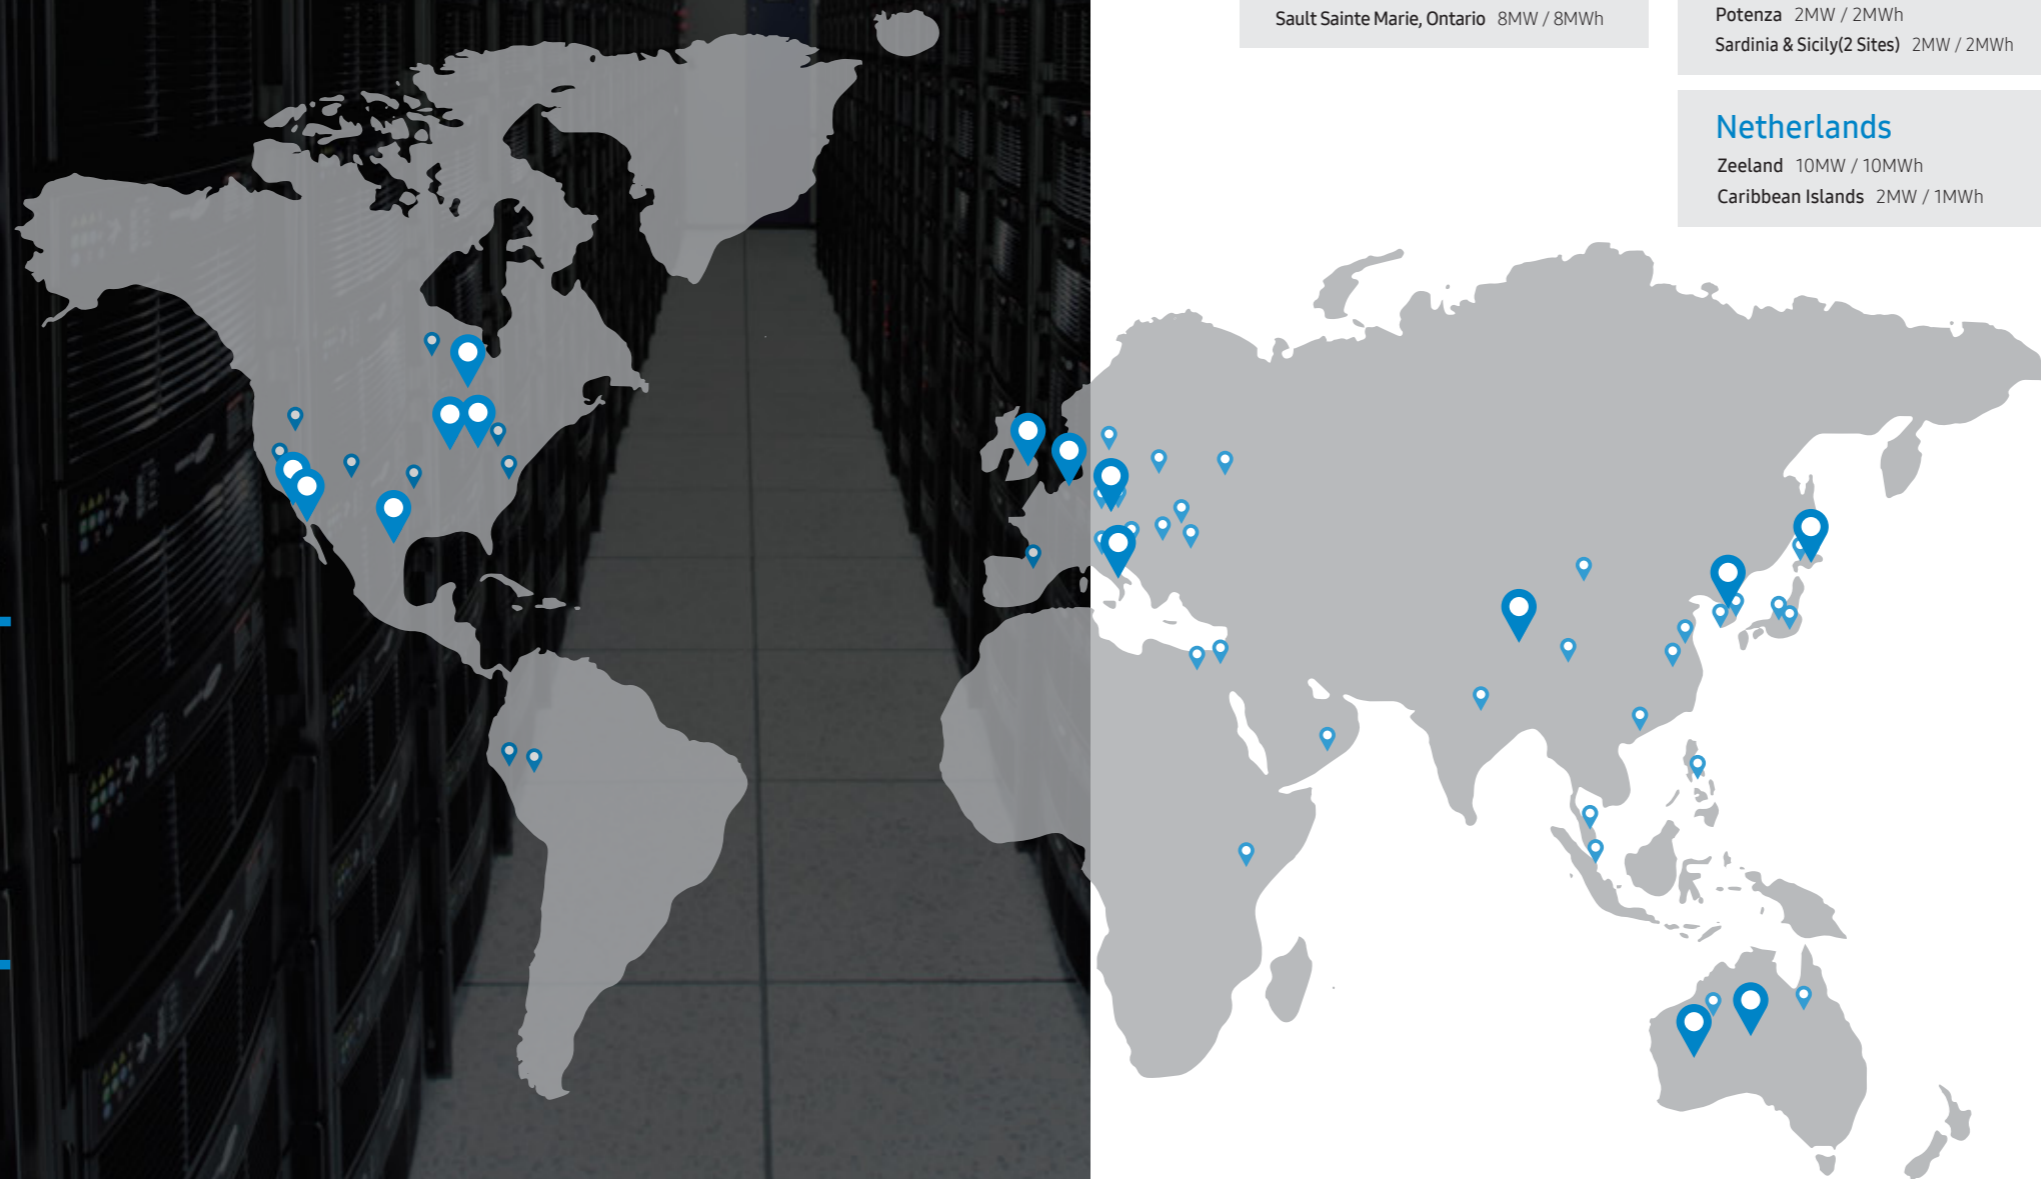 Sault Sainte Marie, Ontario 8MW / 8MWh
Potenza 2MW / 2MWh
Sardinia & Sicily(2 Sites) 2MW / 2MWh
Netherlands
Zeeland 10MW / 10MWh
Caribbean Islands 2MW / 1MWh